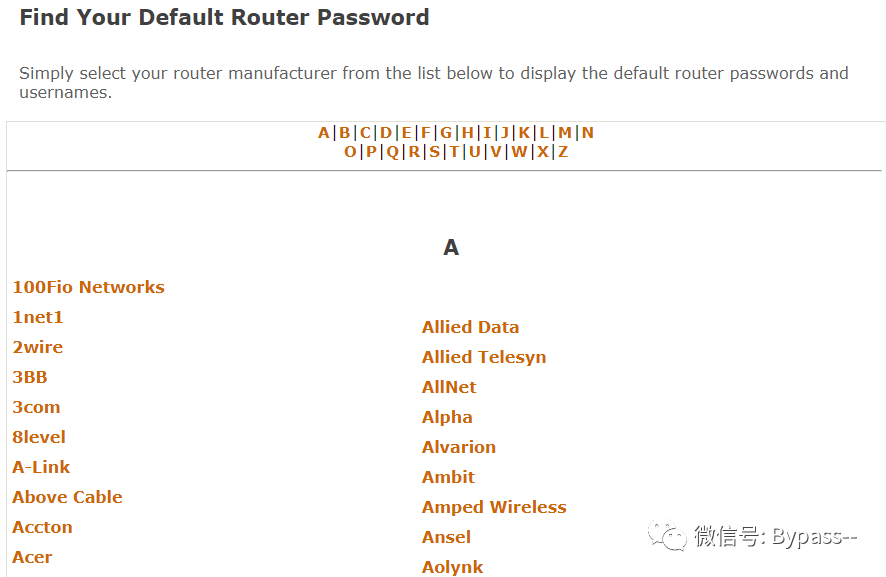 Find Your Default Router Password
Simply select your router manufacturer from the list below to display the default router passwords and
usernames.
A|B|C|D|E|F|G|H|I|J|K|L|M|N
O|P|Q|R|S|T|U|V|W|X|Z
A
100Fio Networks
1net1
2wire
3BB
3com
8level
A-Link
Above Cable
Accton
Acer
Allied Data
Allied Telesyn
AllNet
Alpha
Alvarion
Ambit
Amped Wireless
Ansel
Aolynk
微信号: Bypass--